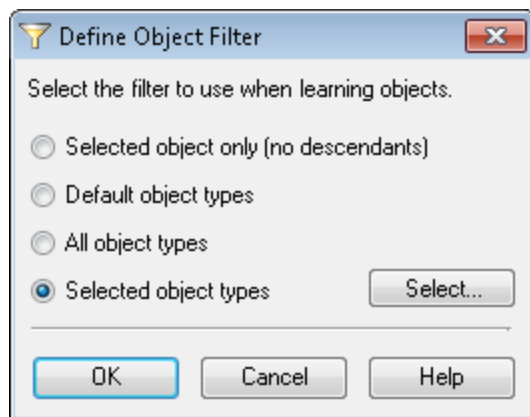 Define Object Filter
Select the filter to use when learning objects.
Selected object only (no descendants)
Default object types
All object types
Selected object types Select...
OK Cancel Help